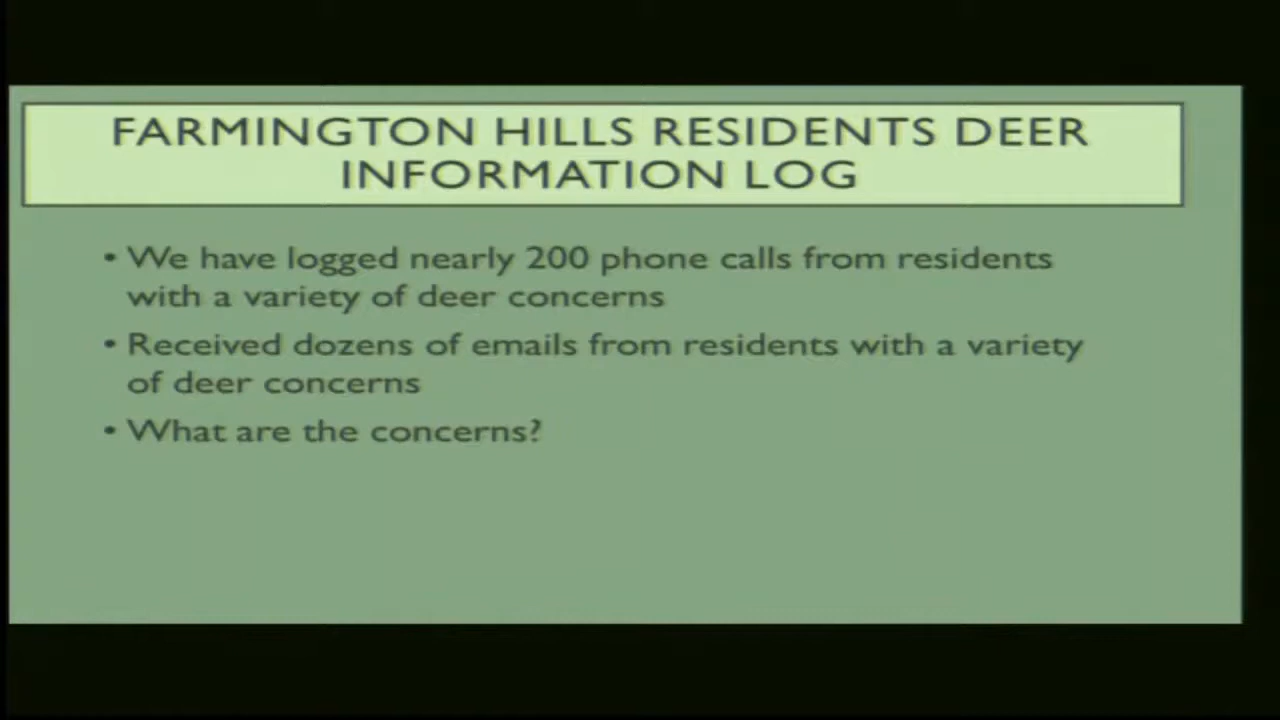 FARMINGTON HILLS RESIDENTS DEER
INFORMATION LOG
• We have logged nearly 200 phone calls from residents
with a variety of deer concerns
• Received dozens of emails from residents with a variety
of deer concerns
• What are the concerns?